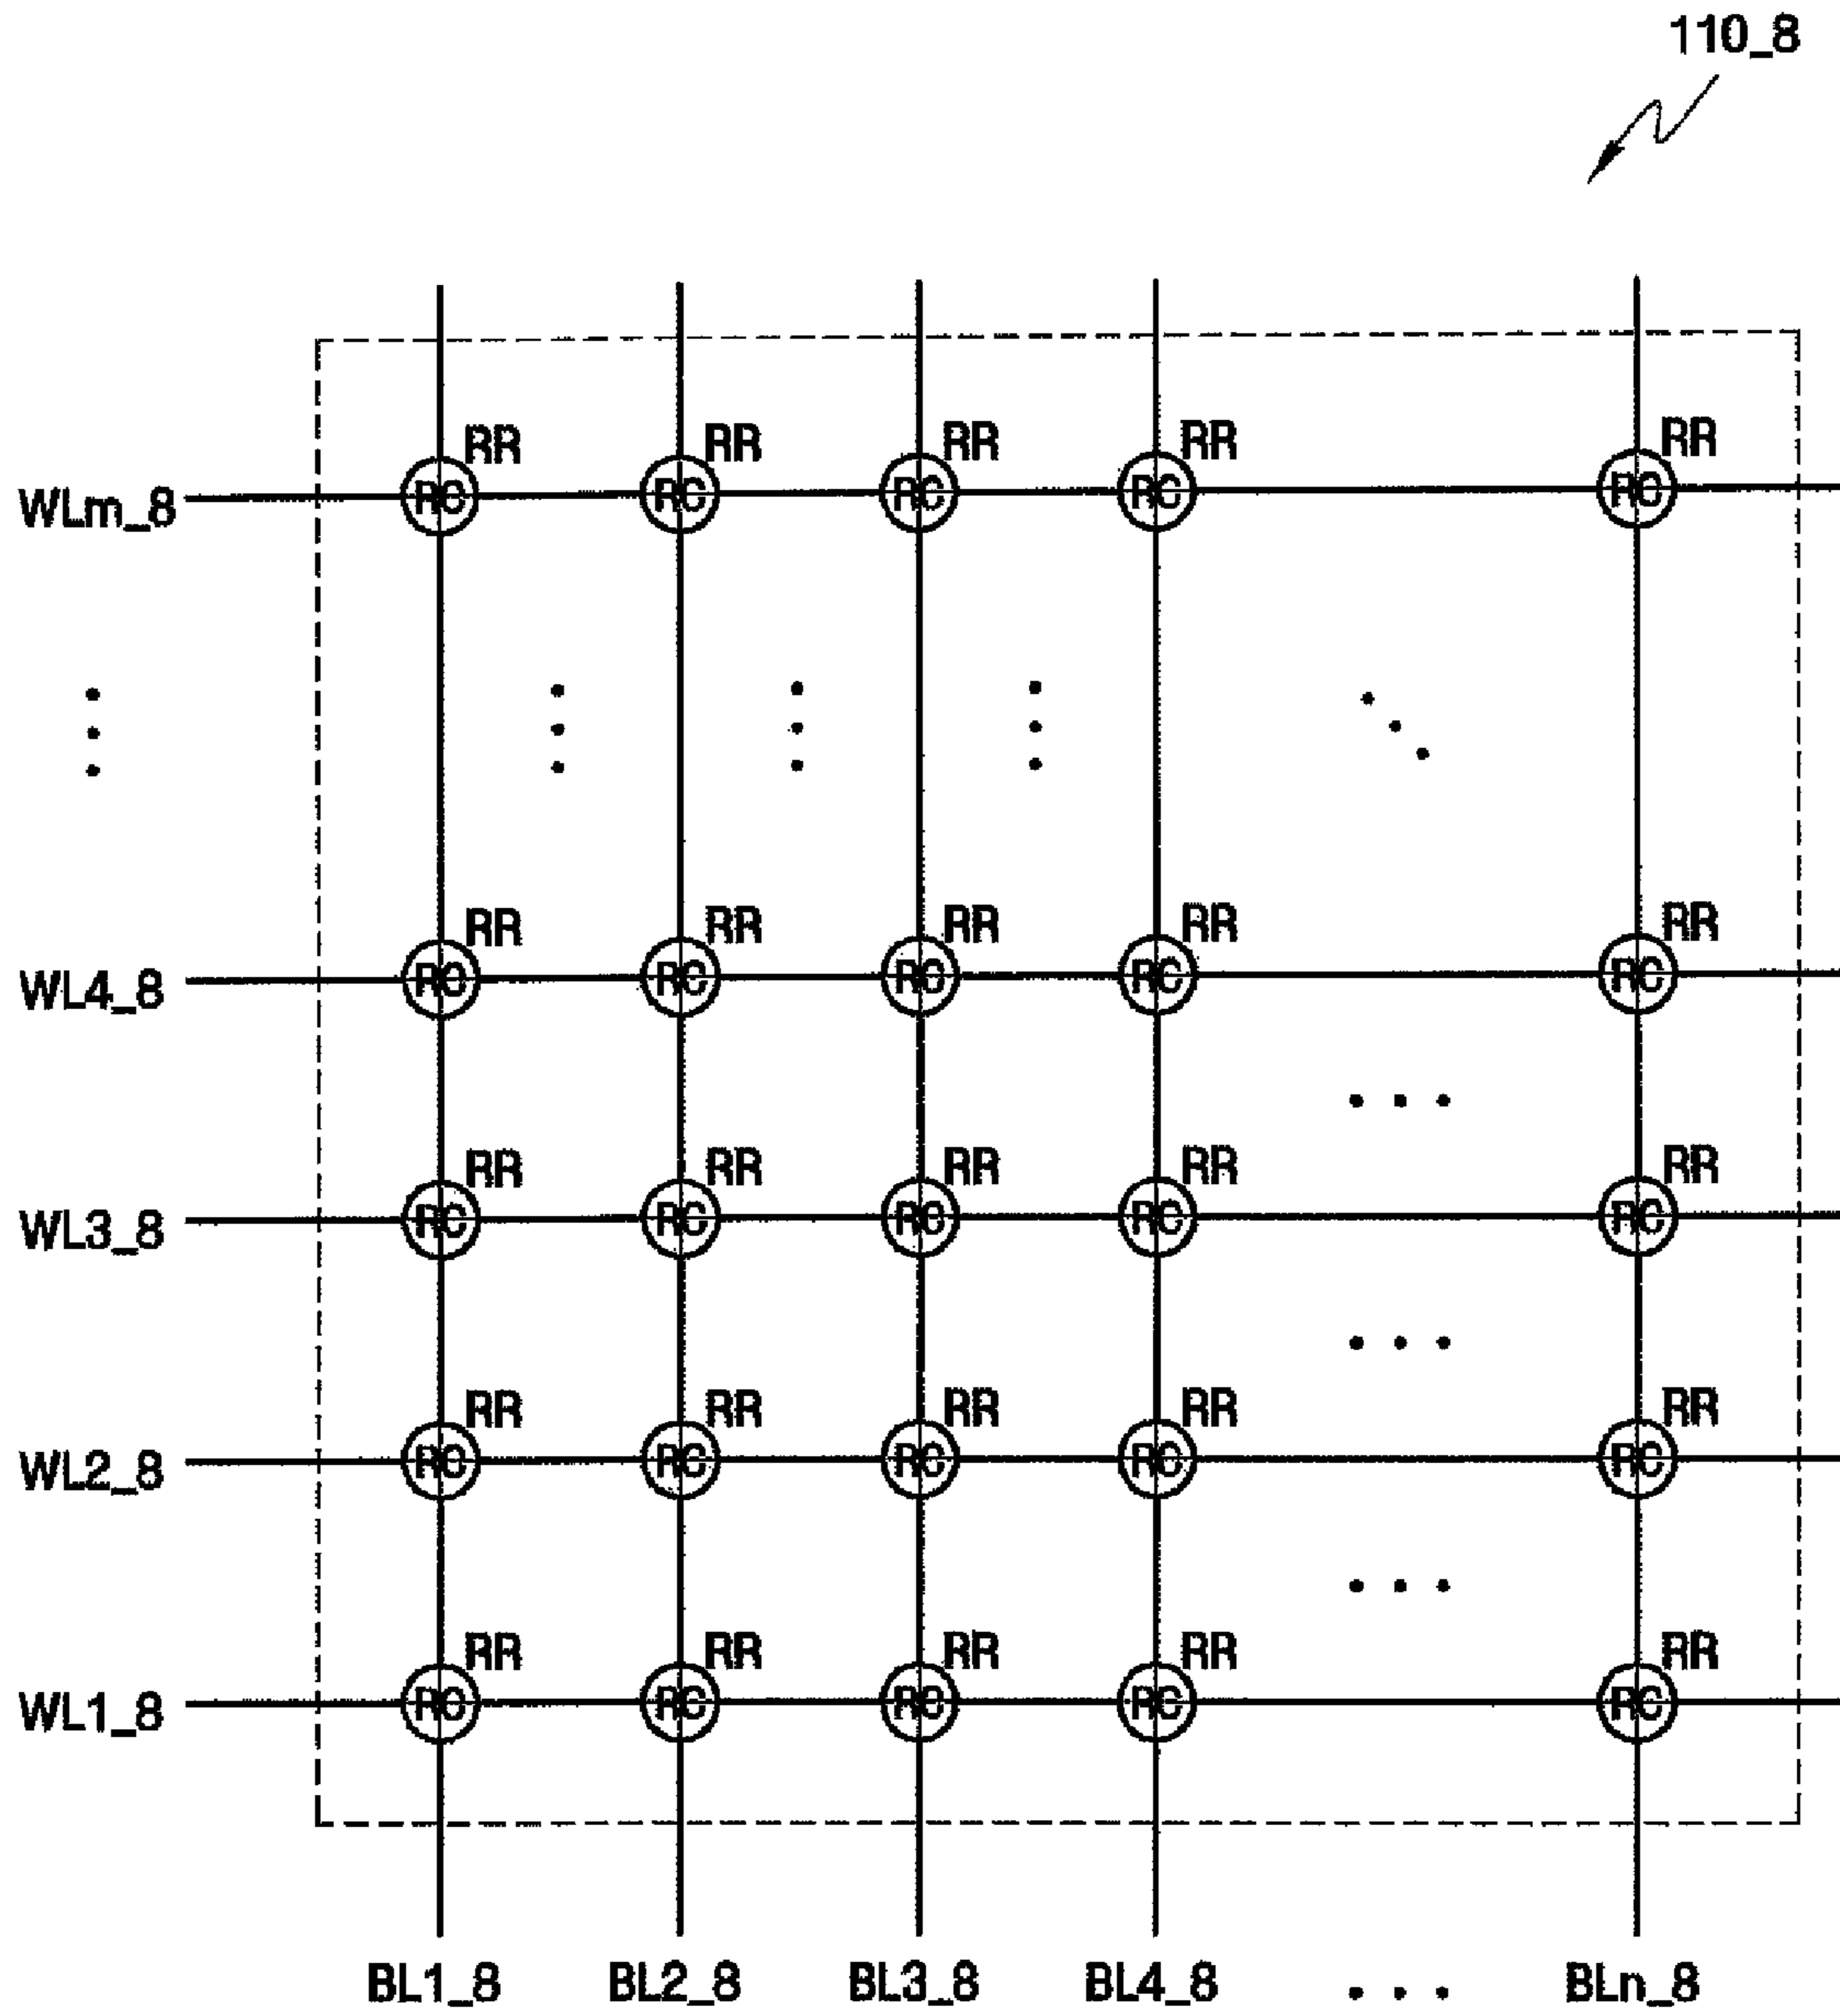 110_8
RR RR RR RR RR
WLm_8 RC RC RC RC RC
RR RR RR RR RR
WL4_8 RC RC RC RC RC
RR RR RR RR RR
WL3_8 RC RC RC RC RC
RR RR RR RR RR
WL2_8 RC RC RC RC RC
RR RR RR RR RR
WL1_8 RC RC RC RC RC
BL1_8 BL2_8 BL3_8 BL4_8 ... BLn_8